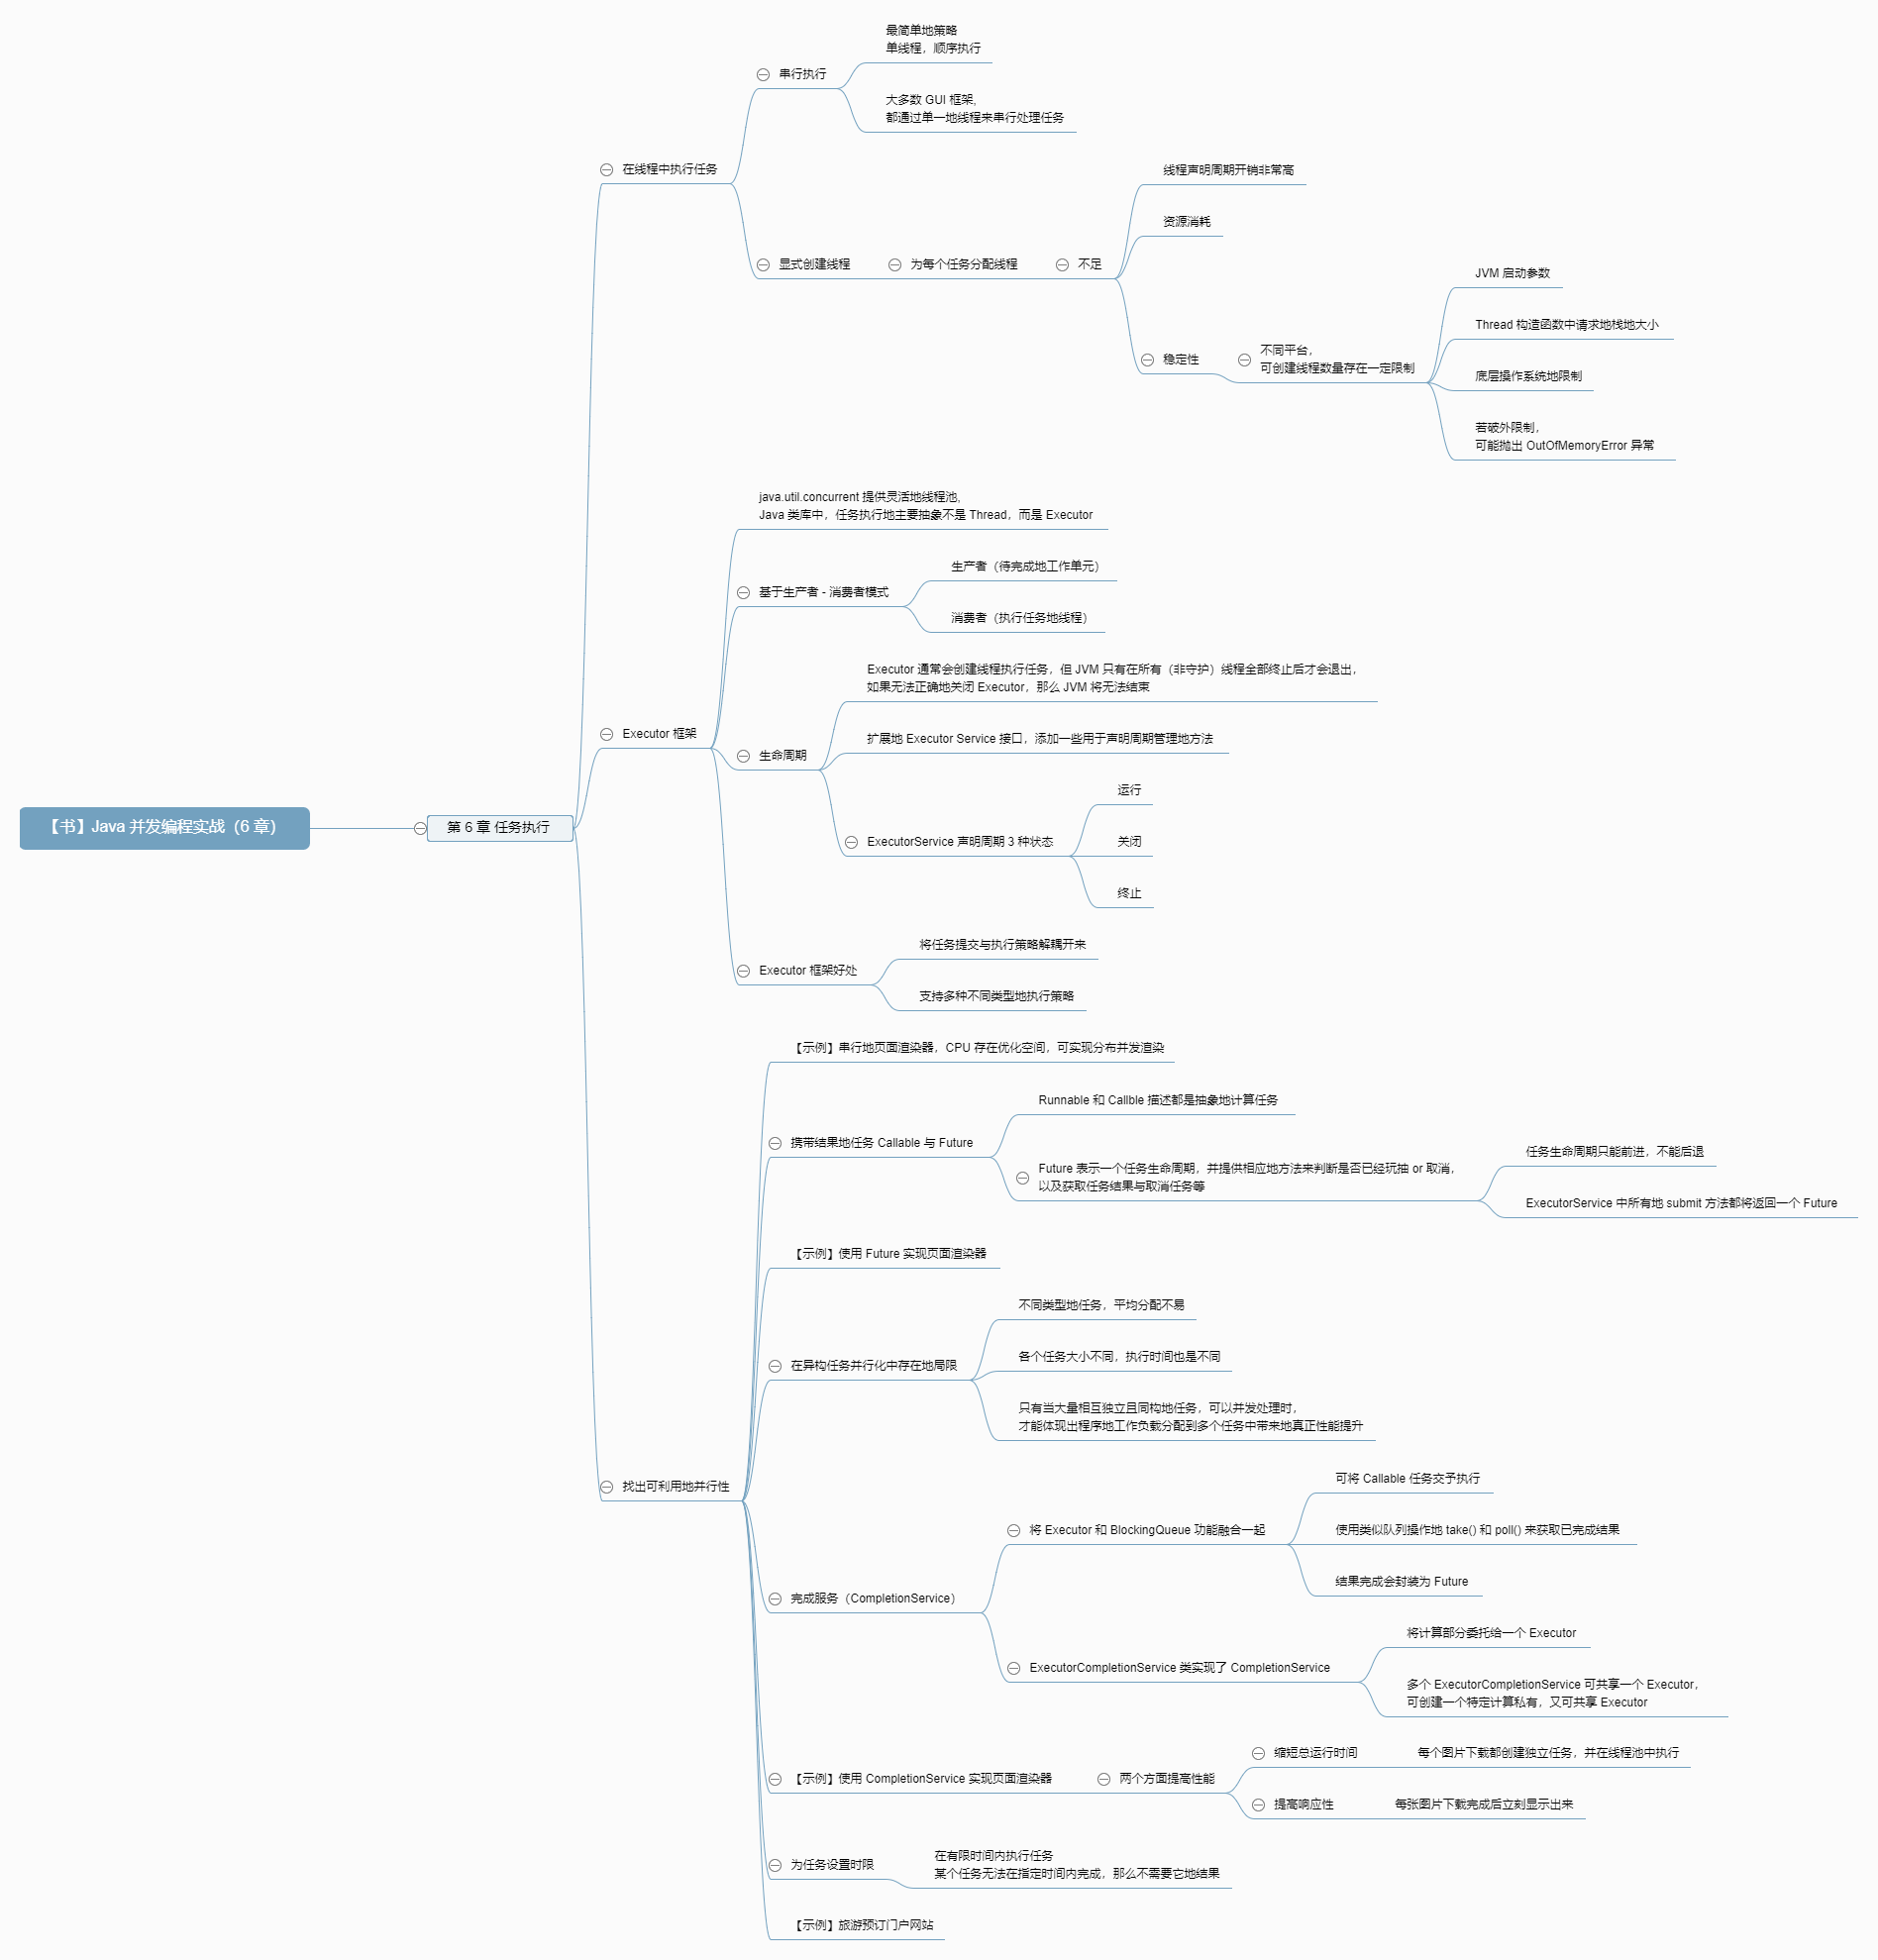 【书】Java 并发编程实战（6 章）
第 6 章 任务执行
在线程中执行任务
串行执行
最简单地策略
单线程，顺序执行
大多数 GUI 框架，
都通过单一地线程来串行处理任务
显式创建线程
为每个任务分配线程
不足
线程声明周期开销非常高
资源消耗
稳定性
不同平台，
可创建线程数量存在一定限制
JVM 启动参数
Thread 构造函数中请求地栈地大小
底层操作系统地限制
若破外限制，
可能抛出 OutOfMemoryError 异常
Executor 框架
java.util.concurrent 提供灵活地线程池，
Java 类库中，任务执行地主要抽象不是 Thread，而是 Executor
基于生产者 - 消费者模式
生产者（待完成地工作单元）
消费者（执行任务地线程）
生命周期
Executor 通常会创建线程执行任务，但 JVM 只有在所有（非守护）线程全部终止后才会退出，
如果无法正确地关闭 Executor，那么 JVM 将无法结束
扩展地 Executor Service 接口，添加一些用于声明周期管理地方法
ExecutorService 声明周期 3 种状态
运行
关闭
终止
Executor 框架好处
将任务提交与执行策略解耦开来
支持多种不同类型地执行策略
找出可利用地并行性
【示例】串行地页面渲染器，CPU 存在优化空间，可实现分布并发渲染
携带结果地任务 Callable 与 Future
Runnable 和 Callble 描述都是抽象地计算任务
Future 表示一个任务生命周期，并提供相应地方法来判断是否已经玩抽 or 取消，
以及获取任务结果与取消任务等
任务生命周期只能前进，不能后退
ExecutorService 中所有地 submit 方法都将返回一个 Future
【示例】使用 Future 实现页面渲染器
在异构任务并行化中存在地局限
不同类型地任务，平均分配不易
各个任务大小不同，执行时间也是不同
只有当大量相互独立且同构地任务，可以并发处理时，
才能体现出程序地工作负载分配到多个任务中带来地真正性能提升
完成服务（CompletionService）
将 Executor 和 BlockingQueue 功能融合一起
可将 Callable 任务交予执行
使用类似队列操作地 take() 和 poll() 来获取已完成结果
结果完成会封装为 Future
ExecutorCompletionService 类实现了 CompletionService
将计算部分委托给一个 Executor
多个 ExecutorCompletionService 可共享一个 Executor，
可创建一个特定计算私有，又可共享 Executor
【示例】使用 CompletionService 实现页面渲染器
两个方面提高性能
缩短总运行时间
每个图片下载都创建独立任务，并在线程池中执行
提高响应性
每张图片下载完成后立刻显示出来
为任务设置时限
在有限时间内执行任务
某个任务无法在指定时间内完成，那么不需要它地结果
【示例】旅游预订门户网站